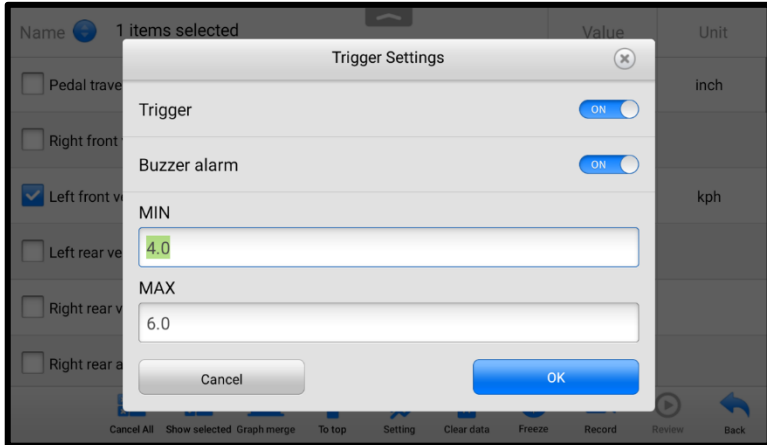 Name 1 items selected Value Unit
Trigger Settings
Pedal trave inch
Trigger ON
Right front
Buzzer alarm ON
Left front ve kph
MIN
4.0
Left rear ve
MAX
Right rear v
6.0
Right rear a
Cancel OK
Cancel All Show selected Graph merge To top Setting Clear data Freeze Record Review Back